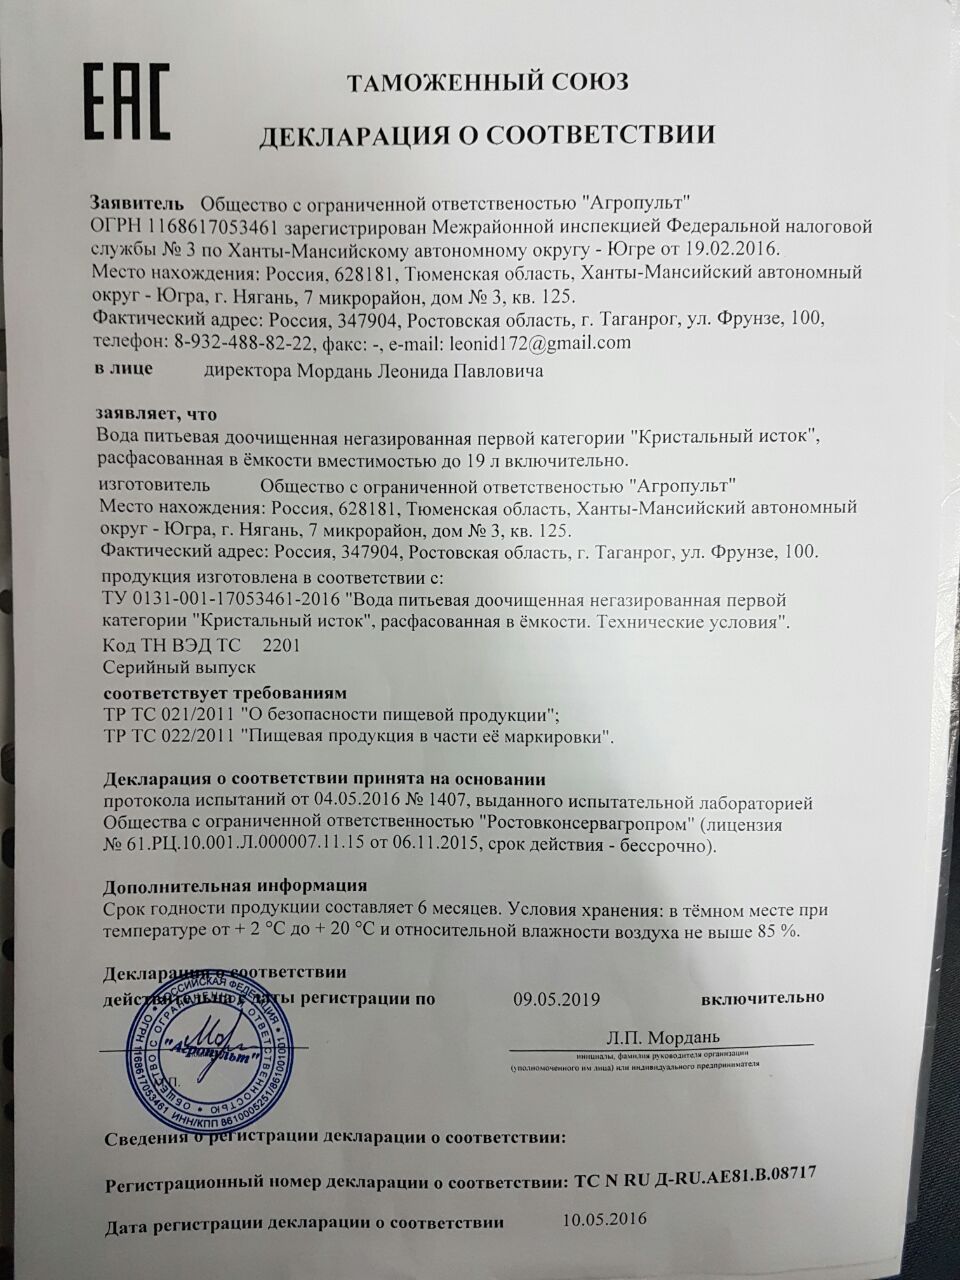 ЕАС
ТАМОЖЕННЫЙ СОЮЗ
ДЕКЛАРАЦИЯ О СООТВЕТСТВИИ
Заявитель Общество с ограниченной ответственостью "Агропульт"
ОГРН 1168617053461 зарегистрирован Межрайонной инспекцией Федеральной налоговой
службы № 3 по Ханты-Мансийскому автономному округу - Югре от 19.02.2016.
Место нахождения: Россия, 628181, Тюменская область, Ханты-Мансийский автономный
округ - Югра, г. Нягань, 7 микрорайон, дом № 3, кв. 125.
Фактический адрес: Россия, 347904, Ростовская область, г. Таганрог, ул. Фрунзе, 100,
телефон: 8-932-488-82-22, факс: -, e-mail: leonid172@gmail.com
в лице директора Мордань Леонида Павловича
заявляет, что
Вода питьевая доочищенная негазированная первой категории "Кристальный исток",
расфасованная в ёмкости вместимостью до 19 л включительно.
изготовитель Общество с ограниченной ответственостью "Агропульт"
Место нахождения: Россия, 628181, Тюменская область, Ханты-Мансийский автономный
округ - Югра, г. Нягань, 7 микрорайон, дом № 3, кв. 125.
Фактический адрес: Россия, 347904, Ростовская область, г. Таганрог, ул. Фрунзе, 100.
продукция изготовлена в соответствии с:
ТУ 0131-001-17053461-2016 "Вода питьевая доочищенная негазированная первой
категории "Кристальный исток", расфасованная в ёмкости. Технические условия".
Код ТН ВЭД ТС 2201
Серийный выпуск
соответствует требованиям
ТР ТС 021/2011 "О безопасности пищевой продукции";
ТР ТС 022/2011 "Пищевая продукция в части её маркировки".
Декларация о соответствии принята на основании
протокола испытаний от 04.05.2016 № 1407, выданного испытательной лабораторией
Общества с ограниченной ответственностью "Ростовконсервагропром" (лицензия
№ 61.РЦ.10.001.Л.000007.11.15 от 06.11.2015, срок действия - бессрочно).
Дополнительная информация
Срок годности продукции составляет 6 месяцев. Условия хранения: в тёмном месте при
температуре от + 2 °С до + 20 °С и относительной влажности воздуха не выше 85 %.
Декларация о соответствии
действительна с даты регистрации по 09.05.2019 включительно
РОССИЙСКАЯ ФЕДЕРАЦИЯ
ОГРН 1168617053461 ИНН/КПП 8610005251/861001001
ОБЩЕСТВО С ОГРАНИЧЕННОЙ ОТВЕТСТВЕННОСТЬЮ
"Агропульт"
М.П.
Л.П. Мордань
инициалы, фамилия руководителя организации
(уполномоченного им лица) или индивидуального предпринимателя
Сведения о регистрации декларации о соответствии:
Регистрационный номер декларации о соответствии: ТС N RU Д-RU.АЕ81.В.08717
Дата регистрации декларации о соответствии 10.05.2016